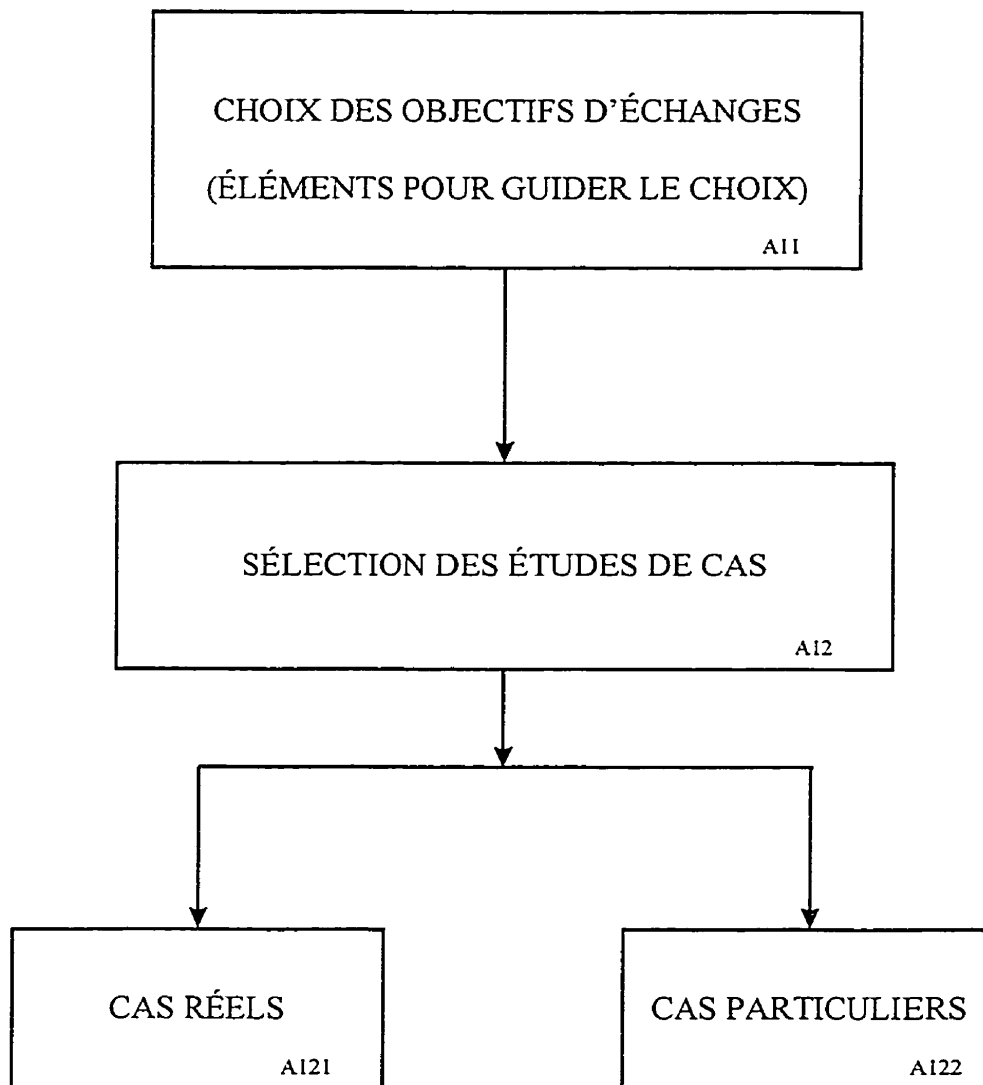 CHOIX DES OBJECTIFS D'ÉCHANGES
(ÉLÉMENTS POUR GUIDER LE CHOIX)
A11
SÉLECTION DES ÉTUDES DE CAS
A12
CAS RÉELS
A121
CAS PARTICULIERS
A122